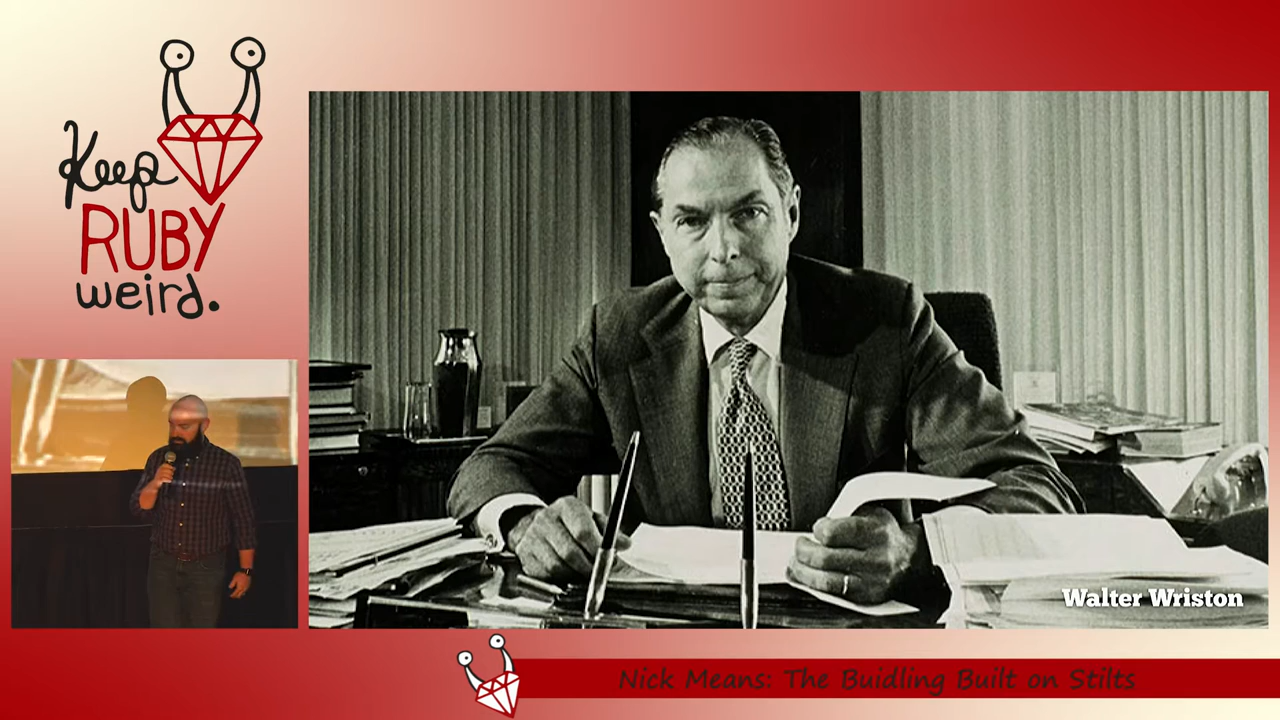 Keep
RUBY
weird.
Walter Wriston
Nick Means: The Buidling Built on Stilts